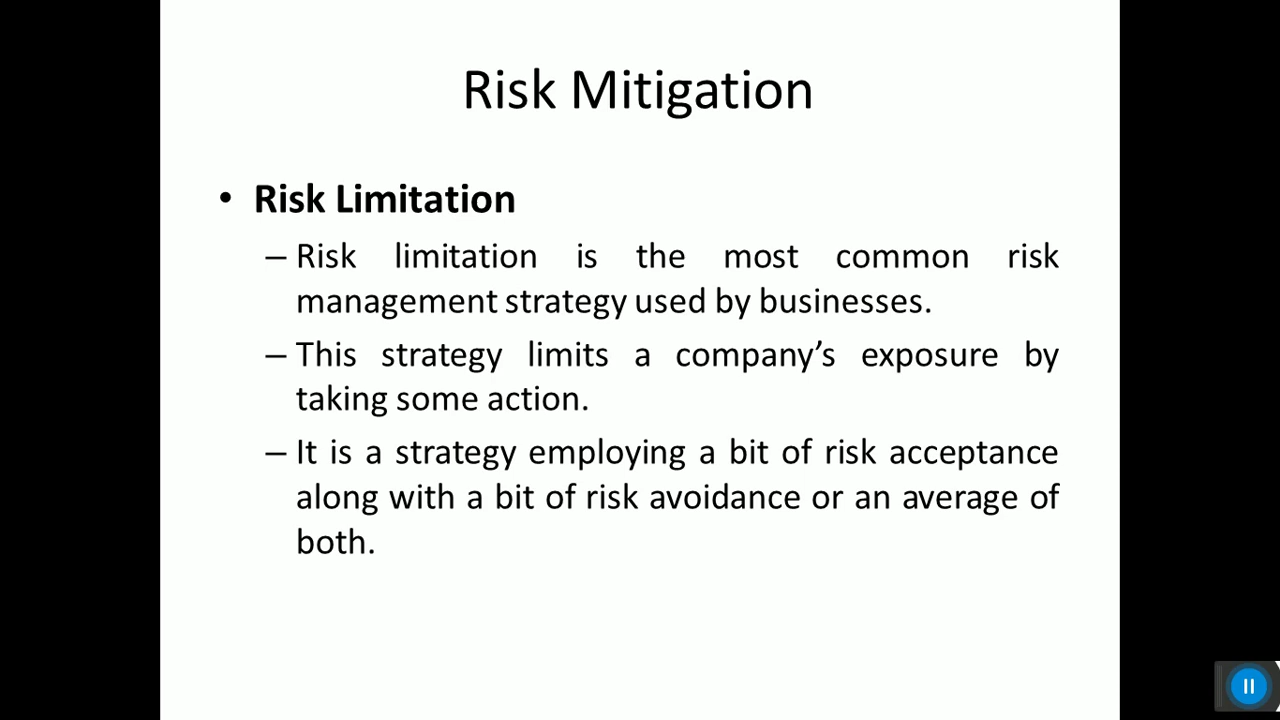 Risk Mitigation
• Risk Limitation
– Risk limitation is the most common risk
management strategy used by businesses.
– This strategy limits a company’s exposure by
taking some action.
– It is a strategy employing a bit of risk acceptance
along with a bit of risk avoidance or an average of
both.